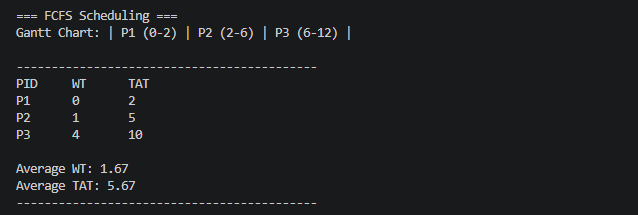 === FCFS Scheduling ===
Gantt Chart: | P1 (0-2) | P2 (2-6) | P3 (6-12) |
-------------------------------------------
PID WT TAT
P1 0 2
P2 1 5
P3 4 10
Average WT: 1.67
Average TAT: 5.67
-------------------------------------------